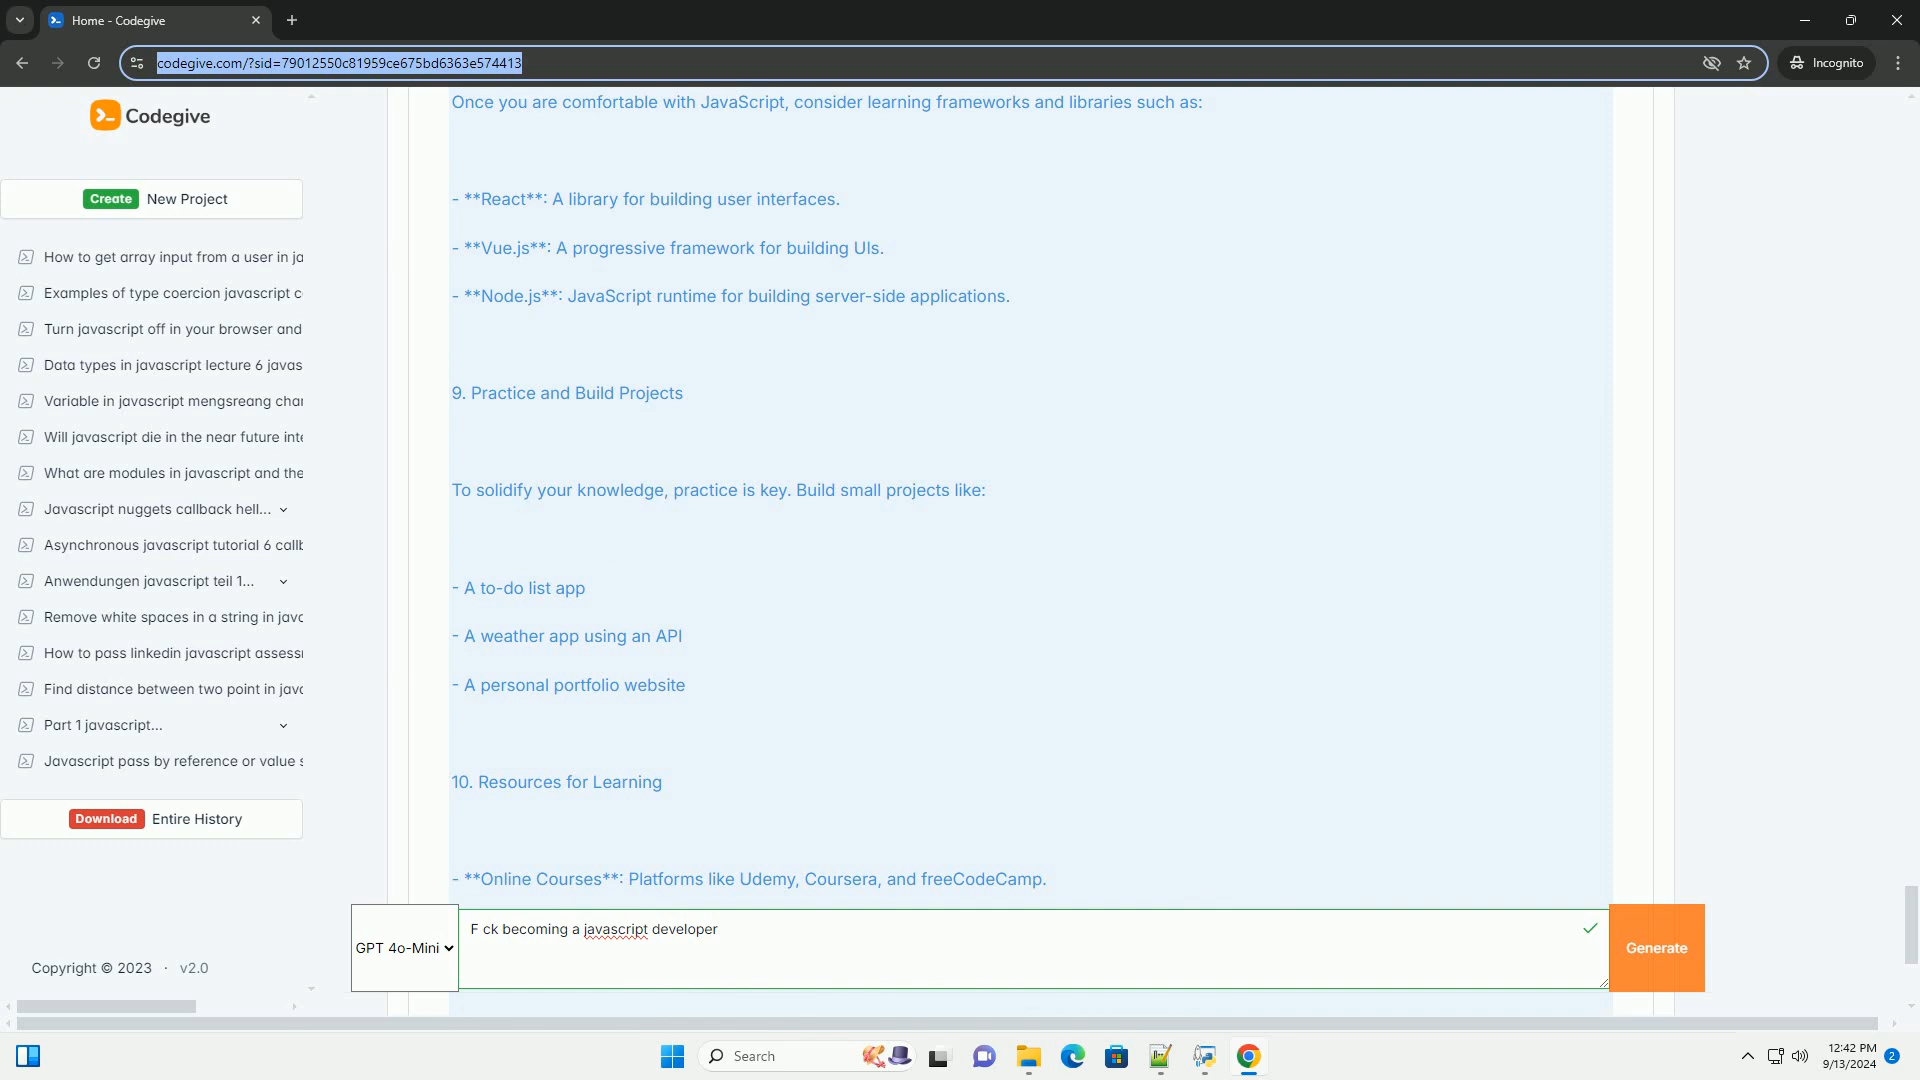 Home - Codegive
codegive.com/?sid=79012550c81959ce675bd6363e574413
Incognito
Codegive
Create New Project
How to get array input from a user in ja
Examples of type coercion javascript c
Turn javascript off in your browser and
Data types in javascript lecture 6 javas
Variable in javascript mengsreang char
Will javascript die in the near future inte
What are modules in javascript and the
Javascript nuggets callback hell...
Asynchronous javascript tutorial 6 callb
Anwendungen javascript teil 1...
Remove white spaces in a string in java
How to pass linkedin javascript assessr
Find distance between two point in java
Part 1 javascript...
Javascript pass by reference or value s
Download Entire History
Copyright © 2023 · v2.0
Once you are comfortable with JavaScript, consider learning frameworks and libraries such as:
- **React**: A library for building user interfaces.
- **Vue.js**: A progressive framework for building UIs.
- **Node.js**: JavaScript runtime for building server-side applications.
9. Practice and Build Projects
To solidify your knowledge, practice is key. Build small projects like:
- A to-do list app
- A weather app using an API
- A personal portfolio website
10. Resources for Learning
- **Online Courses**: Platforms like Udemy, Coursera, and freeCodeCamp.
GPT 4o-Mini
F ck becoming a javascript developer
Generate
Search
12:42 PM
9/13/2024
2